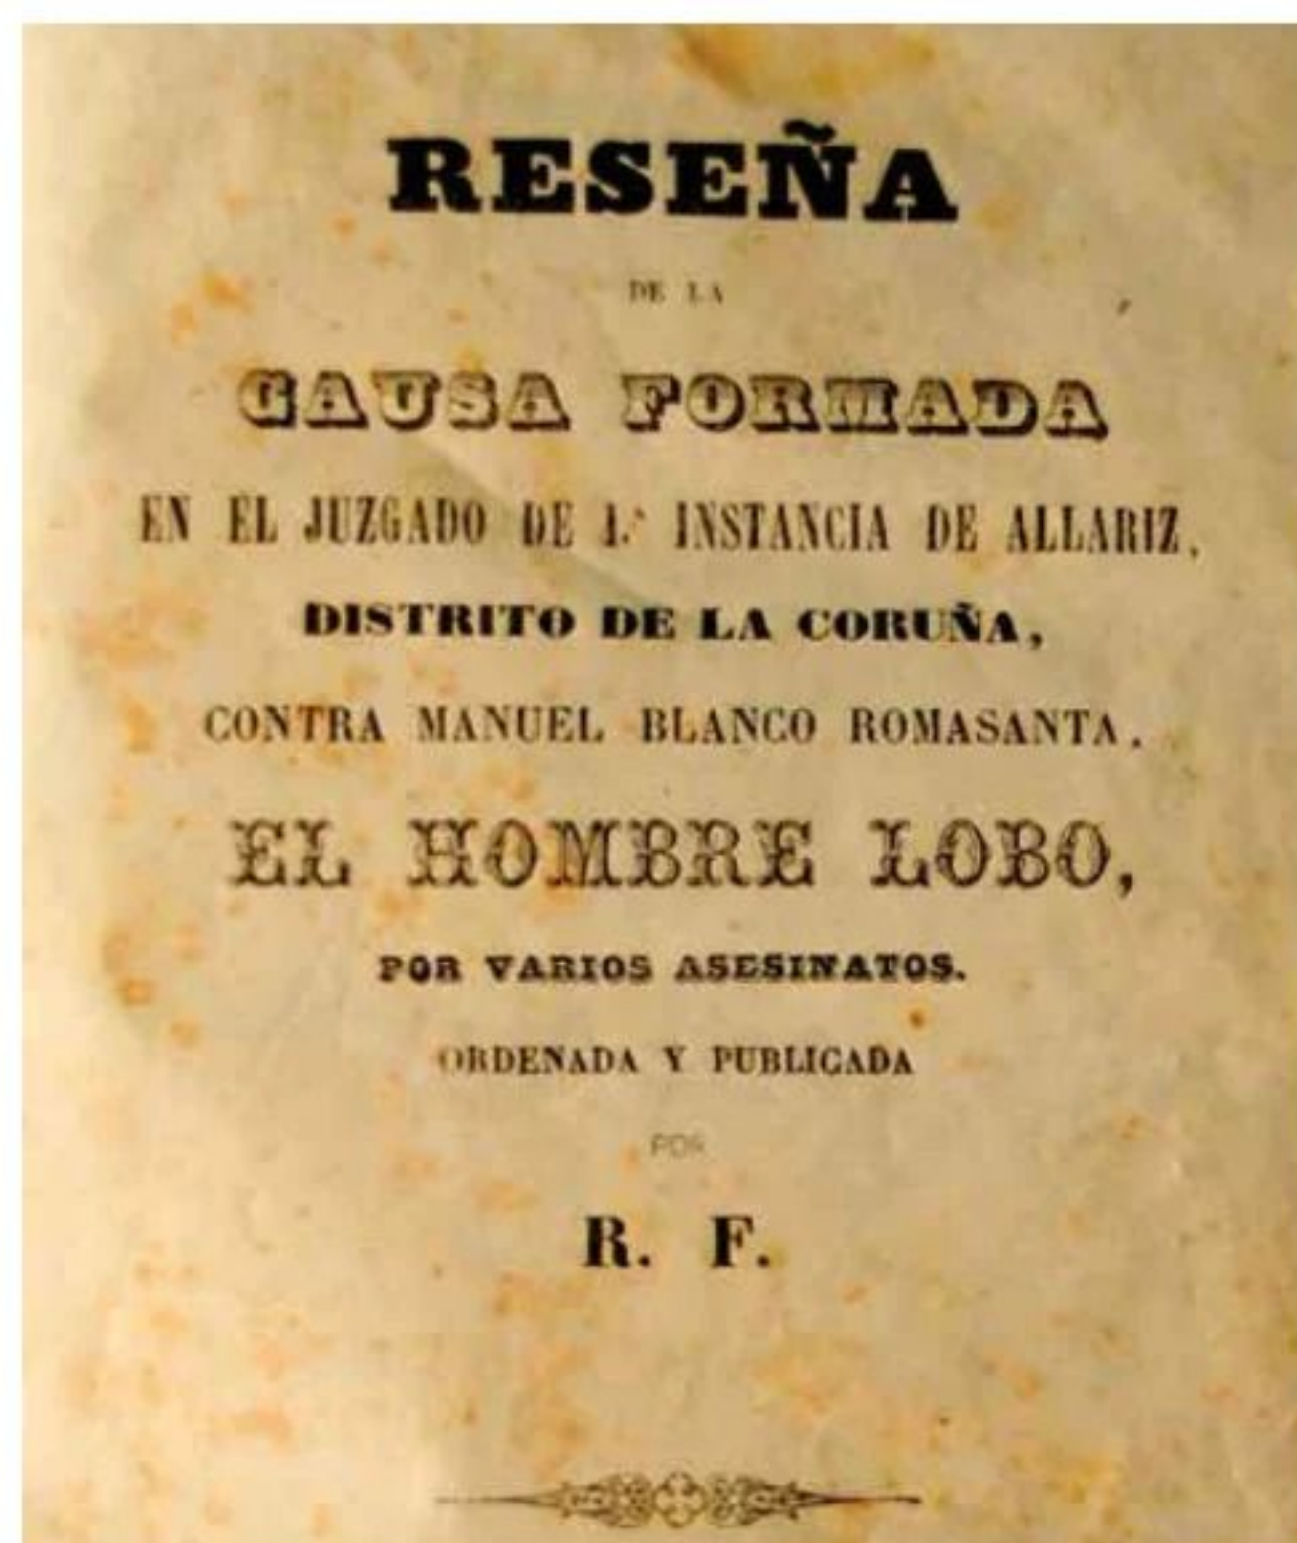 RESEÑA
DE LA
CAUSA FORMADA
EN EL JUZGADO DE 1.ª INSTANCIA DE ALLARIZ,
DISTRITO DE LA CORUÑA,
CONTRA MANUEL BLANCO ROMASANTA,
EL HOMBRE LOBO,
POR VARIOS ASESINATOS.
ORDENADA Y PUBLICADA
POR
R. F.